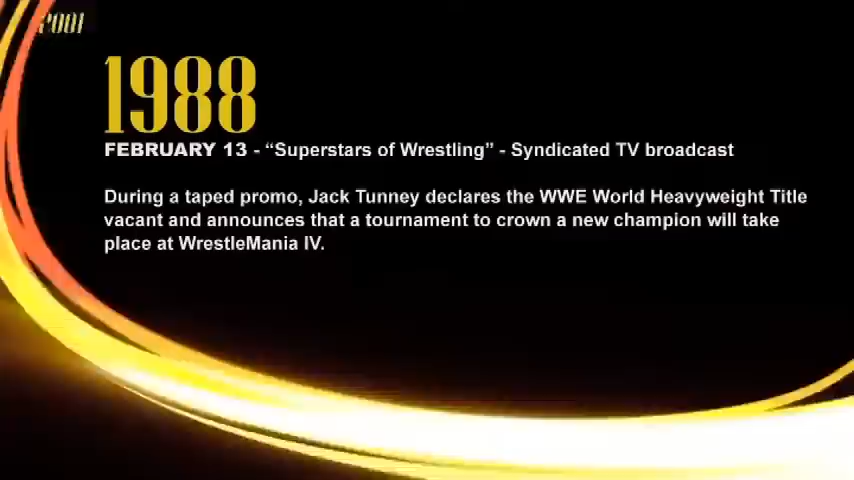 2001
1988
FEBRUARY 13 - “Superstars of Wrestling” - Syndicated TV broadcast
During a taped promo, Jack Tunney declares the WWE World Heavyweight Title
vacant and announces that a tournament to crown a new champion will take
place at WrestleMania IV.